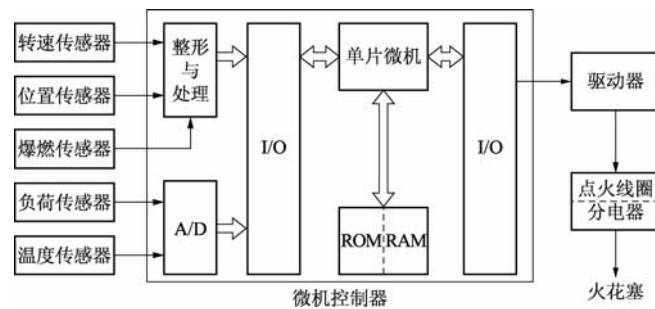 转速传感器
位置传感器
爆燃传感器
负荷传感器
温度传感器
整形
与
处理
A/D
I/O
单片微机
ROM RAM
I/O
微机控制器
驱动器
点火线圈
分电器
火花塞